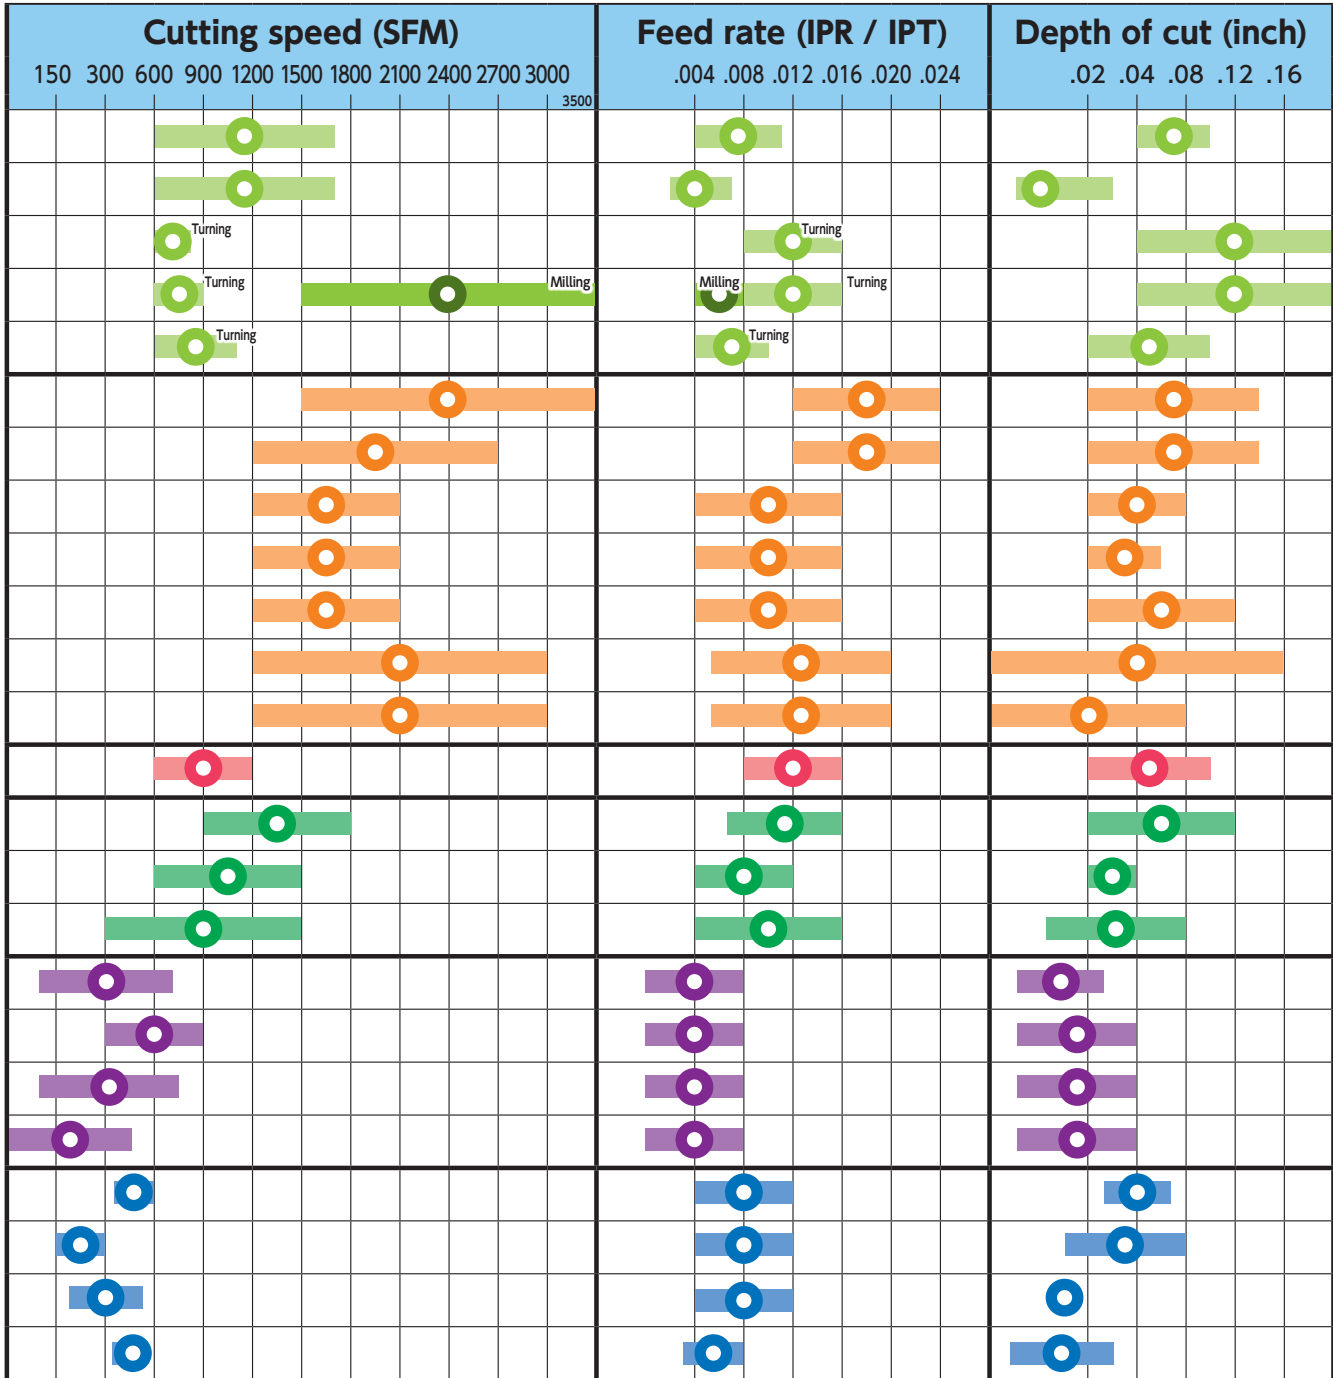 Cutting speed (SFM) Feed rate (IPR / IPT) Depth of cut (inch)
150 300 600 900 1200 1500 1800 2100 2400 2700 3000 .004 .008 .012 .016 .020 .024 .02 .04 .08 .12 .16
3500
Turning Turning
Turning Milling Milling Turning
Turning Turning